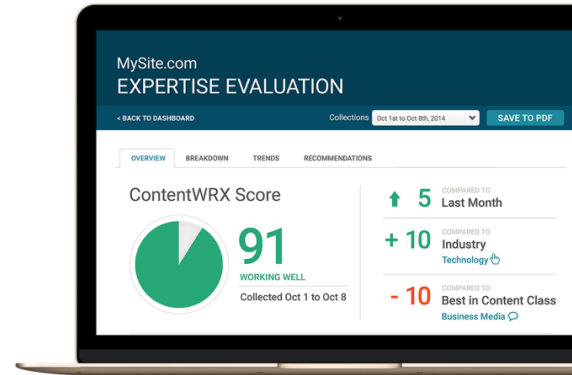 MySite.com
EXPERTISE EVALUATION
< BACK TO DASHBOARD
Collections
Oct 1st to Oct 8th, 2014
SAVE TO PDF
OVERVIEW
BREAKDOWN
TRENDS
RECOMMENDATIONS
ContentWRX Score
91
WORKING WELL
Collected Oct 1 to Oct 8
5
COMPARED TO
Last Month
+ 10
COMPARED TO
Industry
Technology
- 10
COMPARED TO
Best in Content Class
Business Media